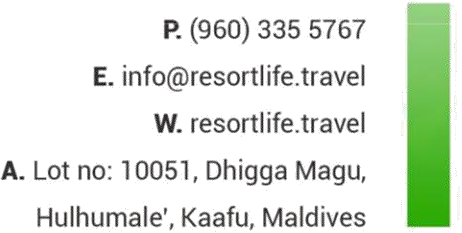 P. (960) 335 5767
E. info@resortlife.travel
W. resortlife.travel
A. Lot no: 10051, Dhigga Magu,
Hulhumale', Kaafu, Maldives